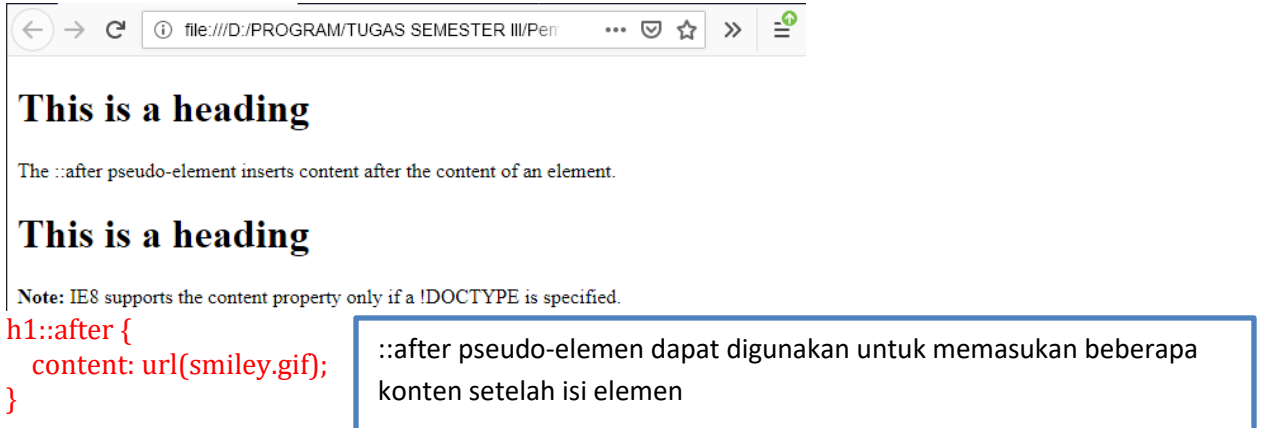 file:///D:/PROGRAM/TUGAS SEMESTER III/Pem
This is a heading
The ::after pseudo-element inserts content after the content of an element.
This is a heading
Note: IE8 supports the content property only if a !DOCTYPE is specified.
h1::after {
content: url(smiley.gif);
}
::after pseudo-elemen dapat digunakan untuk memasukan beberapa
konten setelah isi elemen